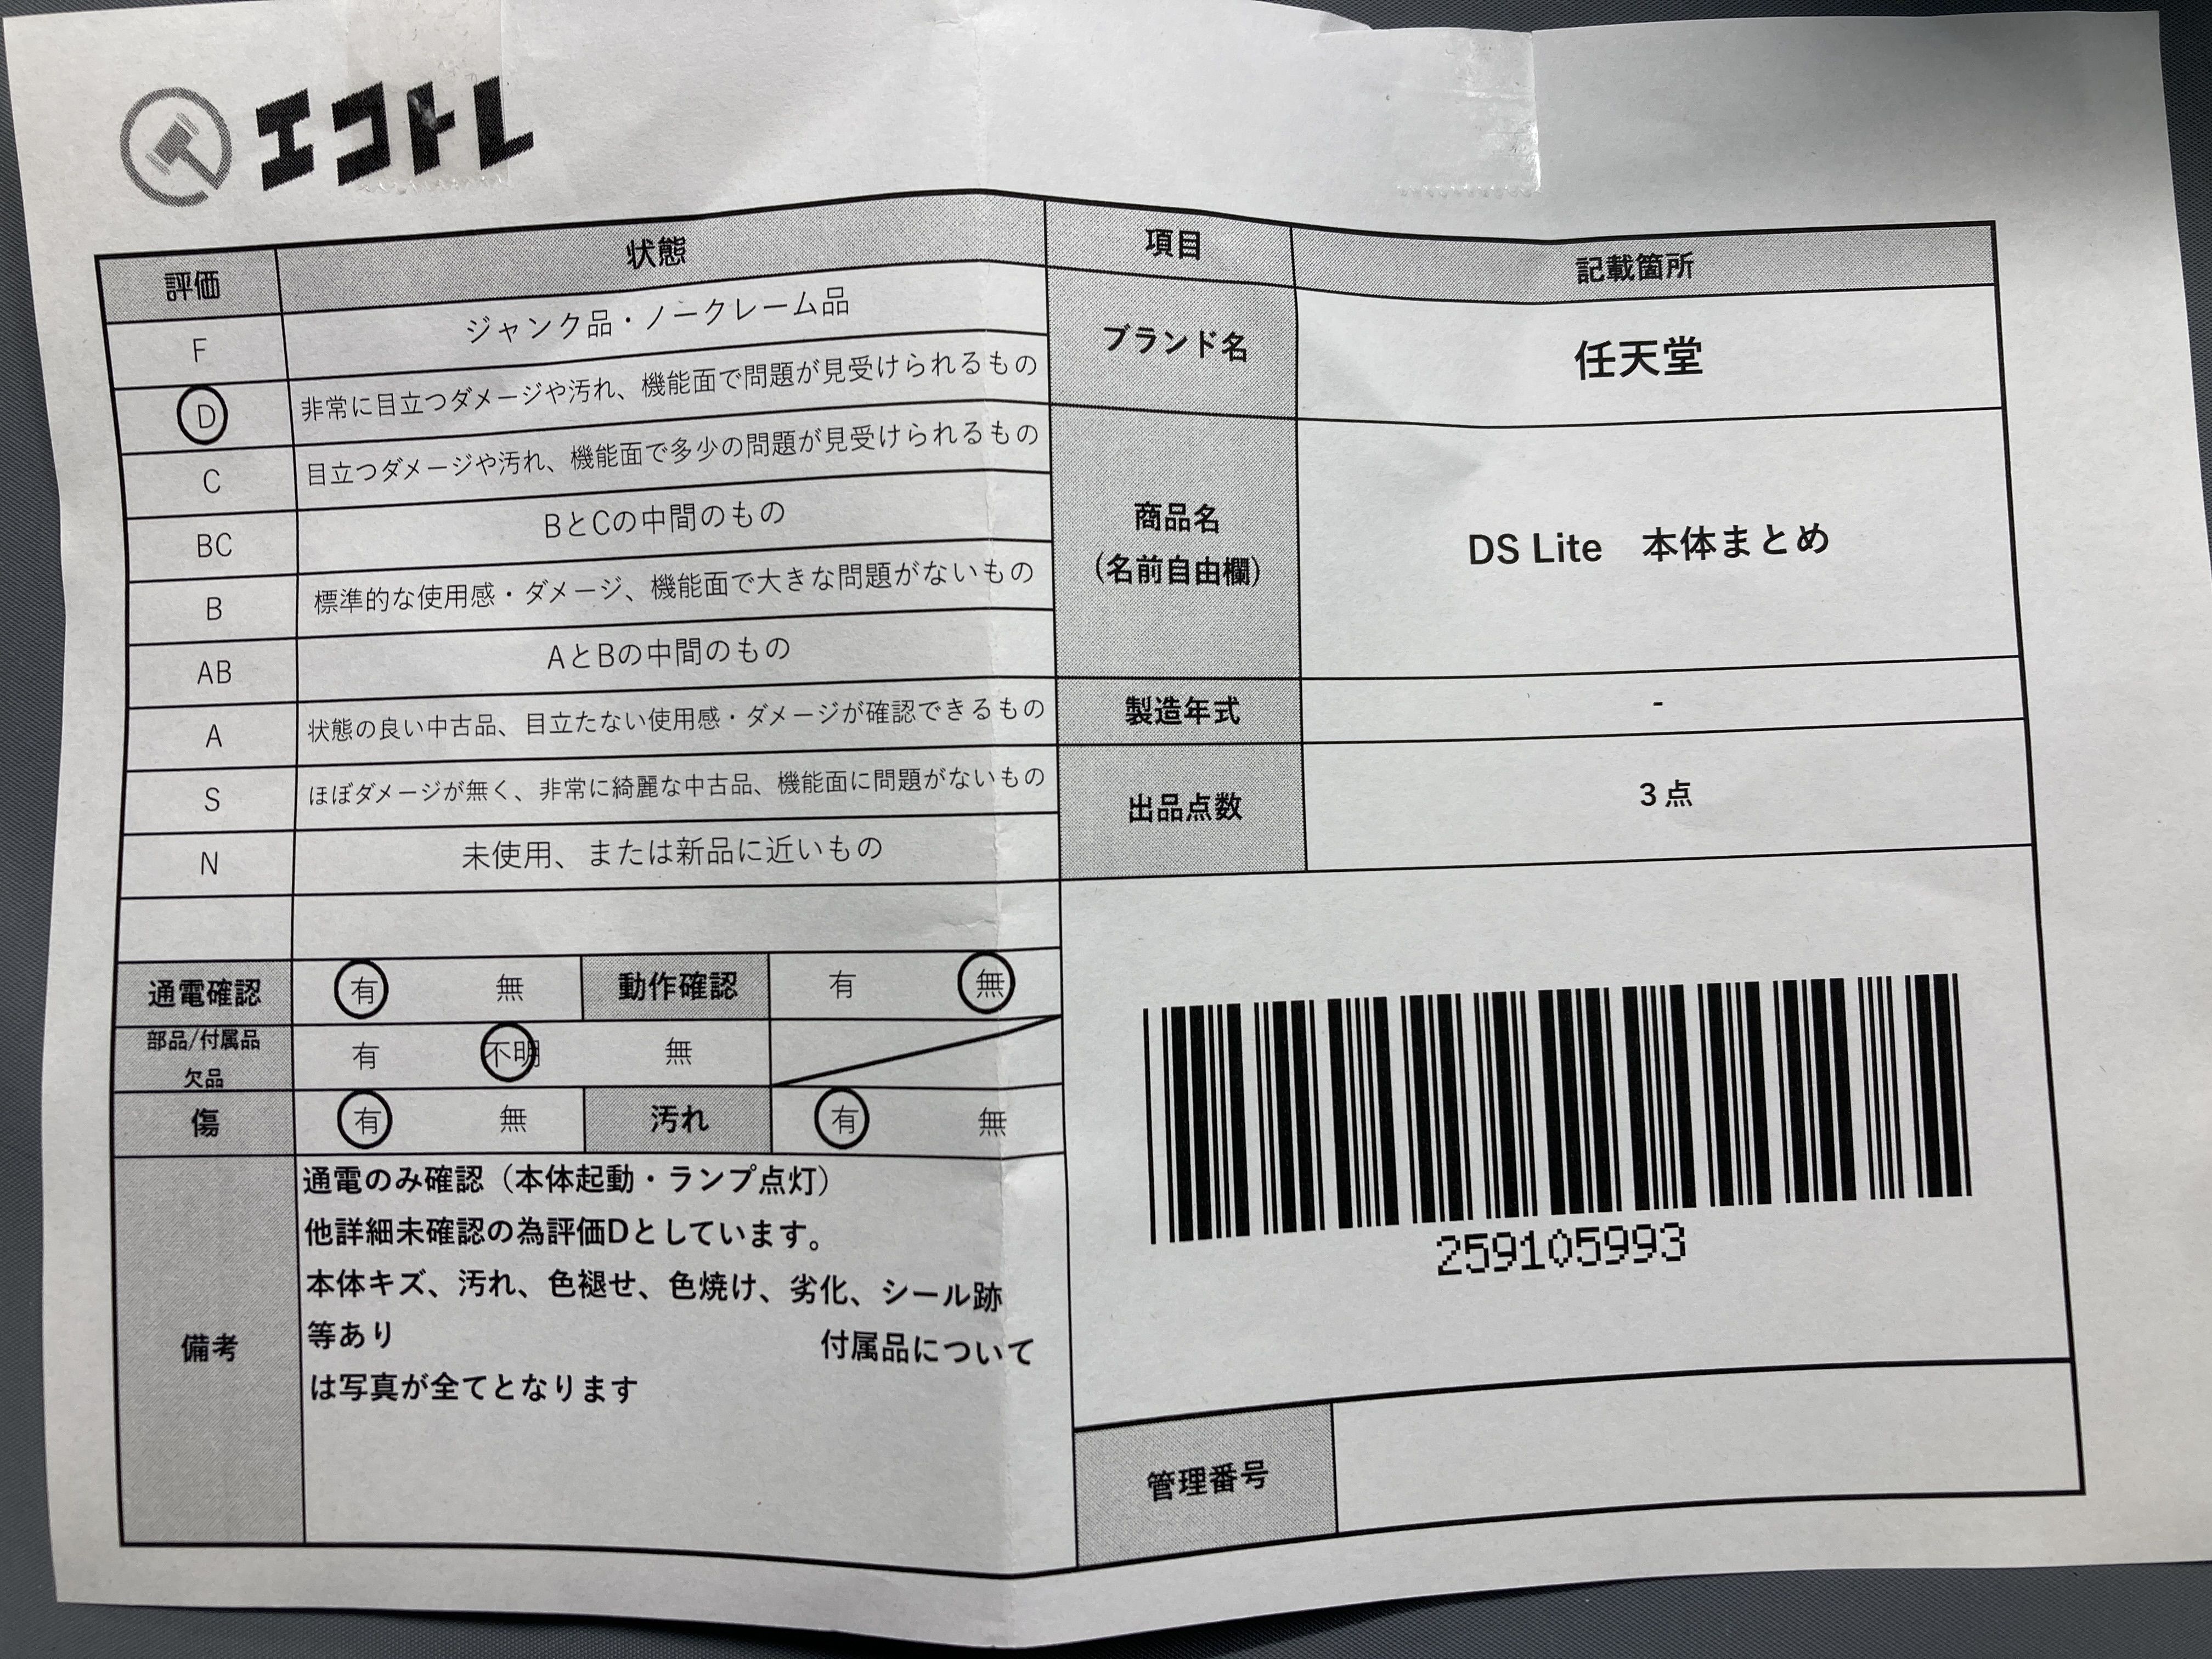 エコトレ
評価 状態
F ジャンク品・ノークレーム品
D 非常に目立つダメージや汚れ、機能面で問題が見受けられるもの
C 目立つダメージや汚れ、機能面で多少の問題が見受けられるもの
BC BとCの中間のもの
B 標準的な使用感・ダメージ、機能面で大きな問題がないもの
AB AとBの中間のもの
A 状態の良い中古品、目立たない使用感・ダメージが確認できるもの
S ほぼダメージが無く、非常に綺麗な中古品、機能面に問題がないもの
N 未使用、または新品に近いもの
通電確認 有 無 動作確認 有 無
部品/付属品
欠品 有 不明 無
傷 有 無 汚れ 有 無
備考
通電のみ確認（本体起動・ランプ点灯）
他詳細未確認の為評価Dとしています。
本体キズ、汚れ、色褪せ、色焼け、劣化、シール跡
等あり 付属品について
は写真が全てとなります
項目 記載箇所
ブランド名 任天堂
商品名
(名前自由欄) DS Lite 本体まとめ
製造年式 -
出品点数 3点
259105993
管理番号